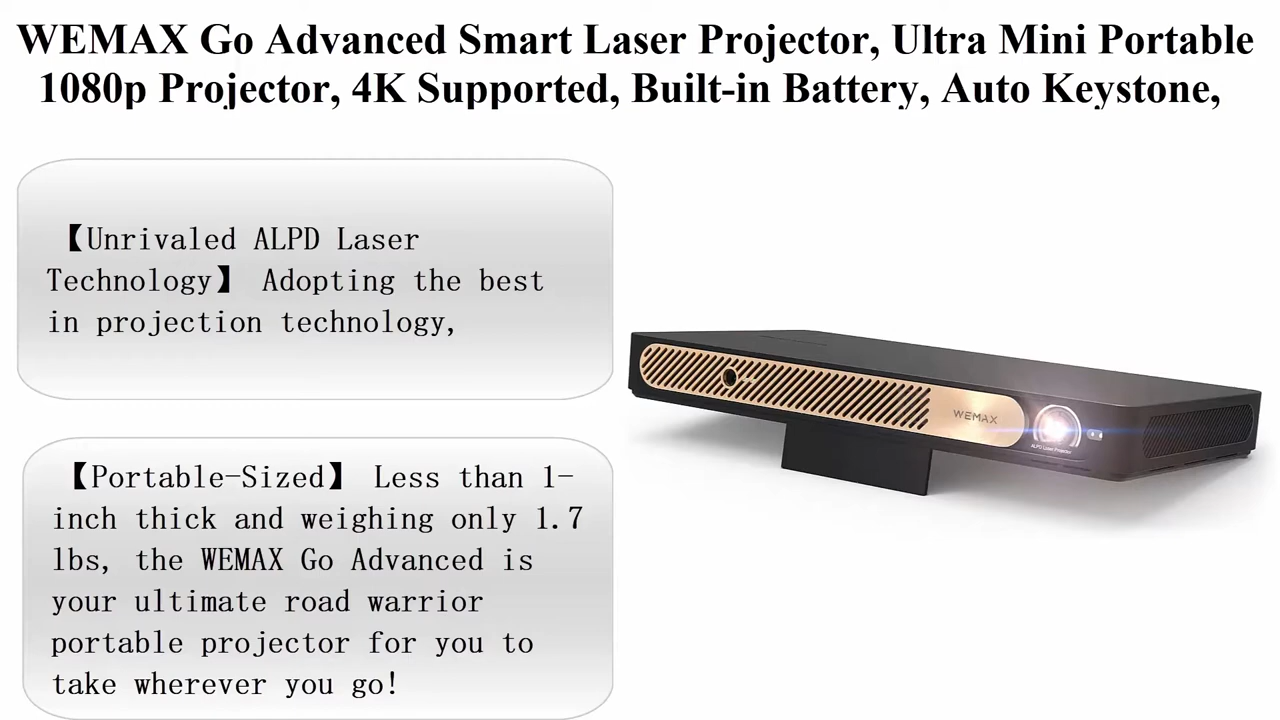 WEMAX Go Advanced Smart Laser Projector, Ultra Mini Portable
1080p Projector, 4K Supported, Built-in Battery, Auto Keystone,
【Unrivaled ALPD Laser
Technology】 Adopting the best
in projection technology,
【Portable-Sized】 Less than 1-
inch thick and weighing only 1.7
lbs, the WEMAX Go Advanced is
your ultimate road warrior
portable projector for you to
take wherever you go!
WEMAX
ALPD Laser Projector